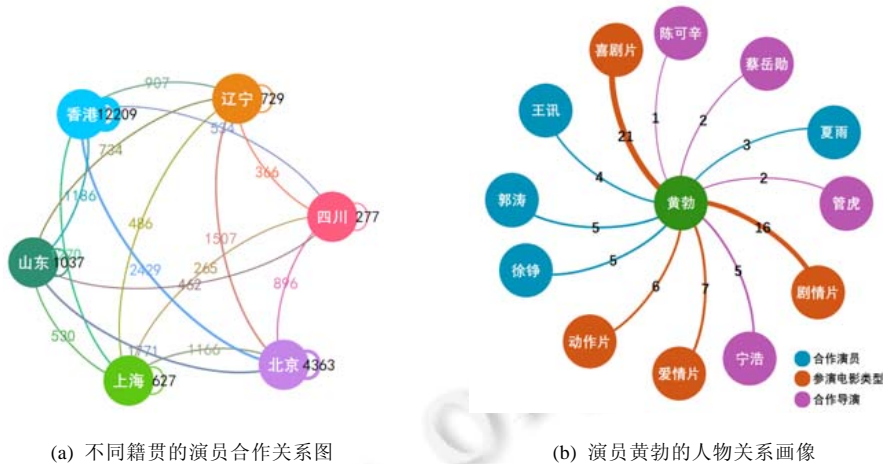 907
辽宁
729
香港
12209
534
734
366
1186
四川
277
486
1507
山东
1037
2429
265
462
896
530
1771
1166
北京
4363
上海
627
陈可辛
喜剧片
蔡岳勋
王讯
21
1
2
3
夏雨
4
郭涛
黄勃
2
管虎
5
16
徐铮
5
6
7
5
剧情片
动作片
爱情片
宁浩
合作演员
参演电影类型
合作导演
(a) 不同籍贯的演员合作关系图
(b) 演员黄勃的人物关系画像